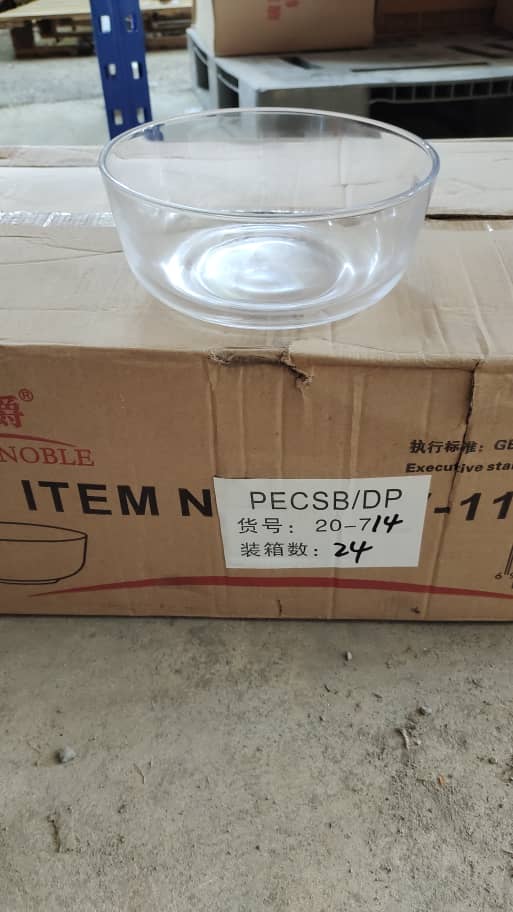 爵®
NOBLE
执行标准：GB
Executive stan
ITEM N
-11
PECSB/DP
货号：20-714
装箱数：24